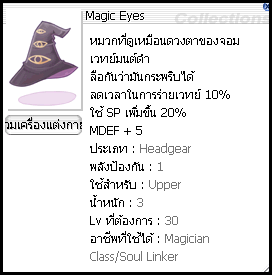 Magic Eyes
Collections
หมวกที่ดูเหมือนดวงตาของจอม
เวทย์มนต์ดำ
ลือกันว่ามันกระพริบได้
ลดเวลาในการร่ายเวทย์ 10%
ใช้ SP เพิ่มขึ้น 20%
MDEF + 5
ประเภท : Headgear
พลังป้องกัน : 1
ใช้สำหรับ : Upper
น้ำหนัก : 3
Lv ที่ต้องการ : 30
อาชีพที่ใช้ได้ : Magician
Class/Soul Linker
วมเครื่องแต่งกาย